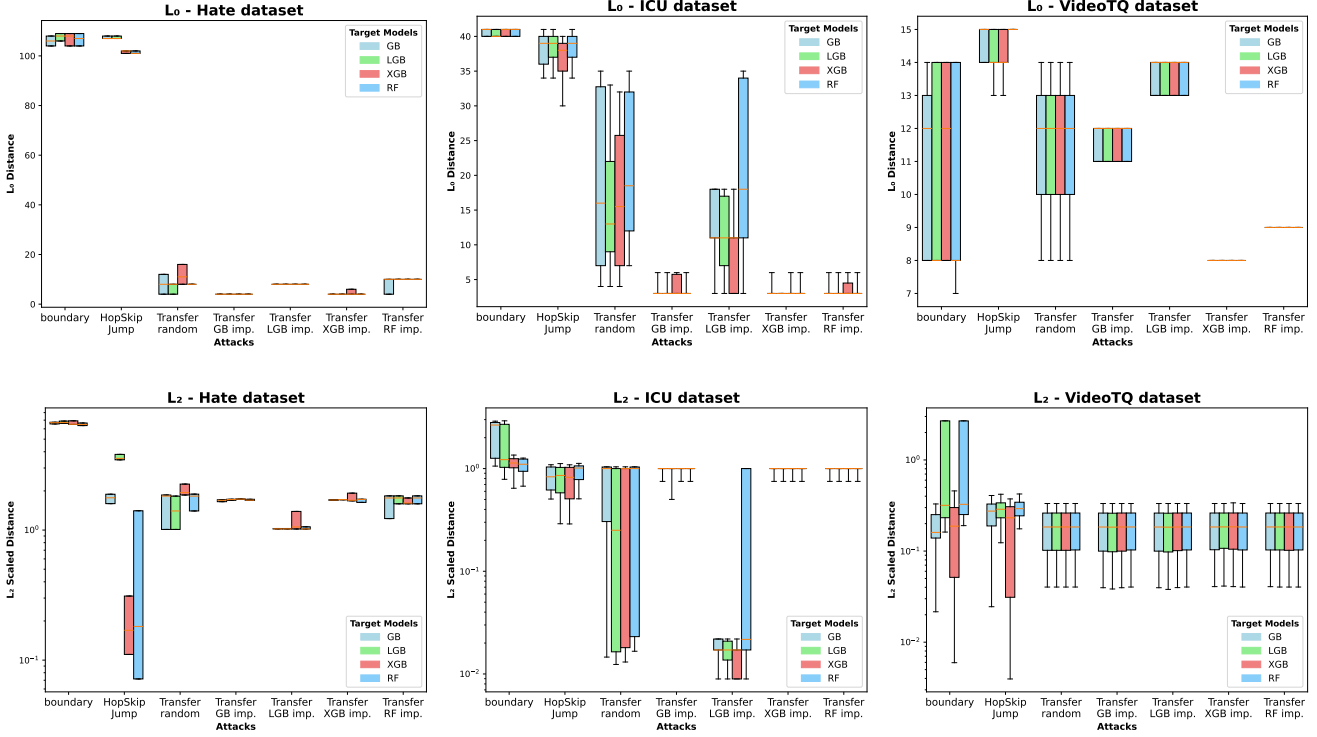 L₀ - Hate dataset
L₀ Distance
100
80
60
40
20
0
Target Models
GB
LGB
XGB
RF
boundary
HopSkip
Jump
Transfer
random
Transfer
GB imp.
Transfer
LGB imp.
Transfer
XGB imp.
Transfer
RF imp.
Attacks
L₀ - ICU dataset
L₀ Distance
40
35
30
25
20
15
10
5
Target Models
GB
LGB
XGB
RF
boundary
HopSkip
Jump
Transfer
random
Transfer
GB imp.
Transfer
LGB imp.
Transfer
XGB imp.
Transfer
RF imp.
Attacks
L₀ - VideoTQ dataset
L₀ Distance
15
14
13
12
11
10
9
8
7
Target Models
GB
LGB
XGB
RF
boundary
HopSkip
Jump
Transfer
random
Transfer
GB imp.
Transfer
LGB imp.
Transfer
XGB imp.
Transfer
RF imp.
Attacks
L₂ - Hate dataset
L₂ Scaled Distance
10⁰
10⁻¹
Target Models
GB
LGB
XGB
RF
boundary
HopSkip
Jump
Transfer
random
Transfer
GB imp.
Transfer
LGB imp.
Transfer
XGB imp.
Transfer
RF imp.
Attacks
L₂ - ICU dataset
L₂ Scaled Distance
10⁰
10⁻¹
10⁻²
Target Models
GB
LGB
XGB
RF
boundary
HopSkip
Jump
Transfer
random
Transfer
GB imp.
Transfer
LGB imp.
Transfer
XGB imp.
Transfer
RF imp.
Attacks
L₂ - VideoTQ dataset
L₂ Scaled Distance
10⁰
10⁻¹
10⁻²
Target Models
GB
LGB
XGB
RF
boundary
HopSkip
Jump
Transfer
random
Transfer
GB imp.
Transfer
LGB imp.
Transfer
XGB imp.
Transfer
RF imp.
Attacks